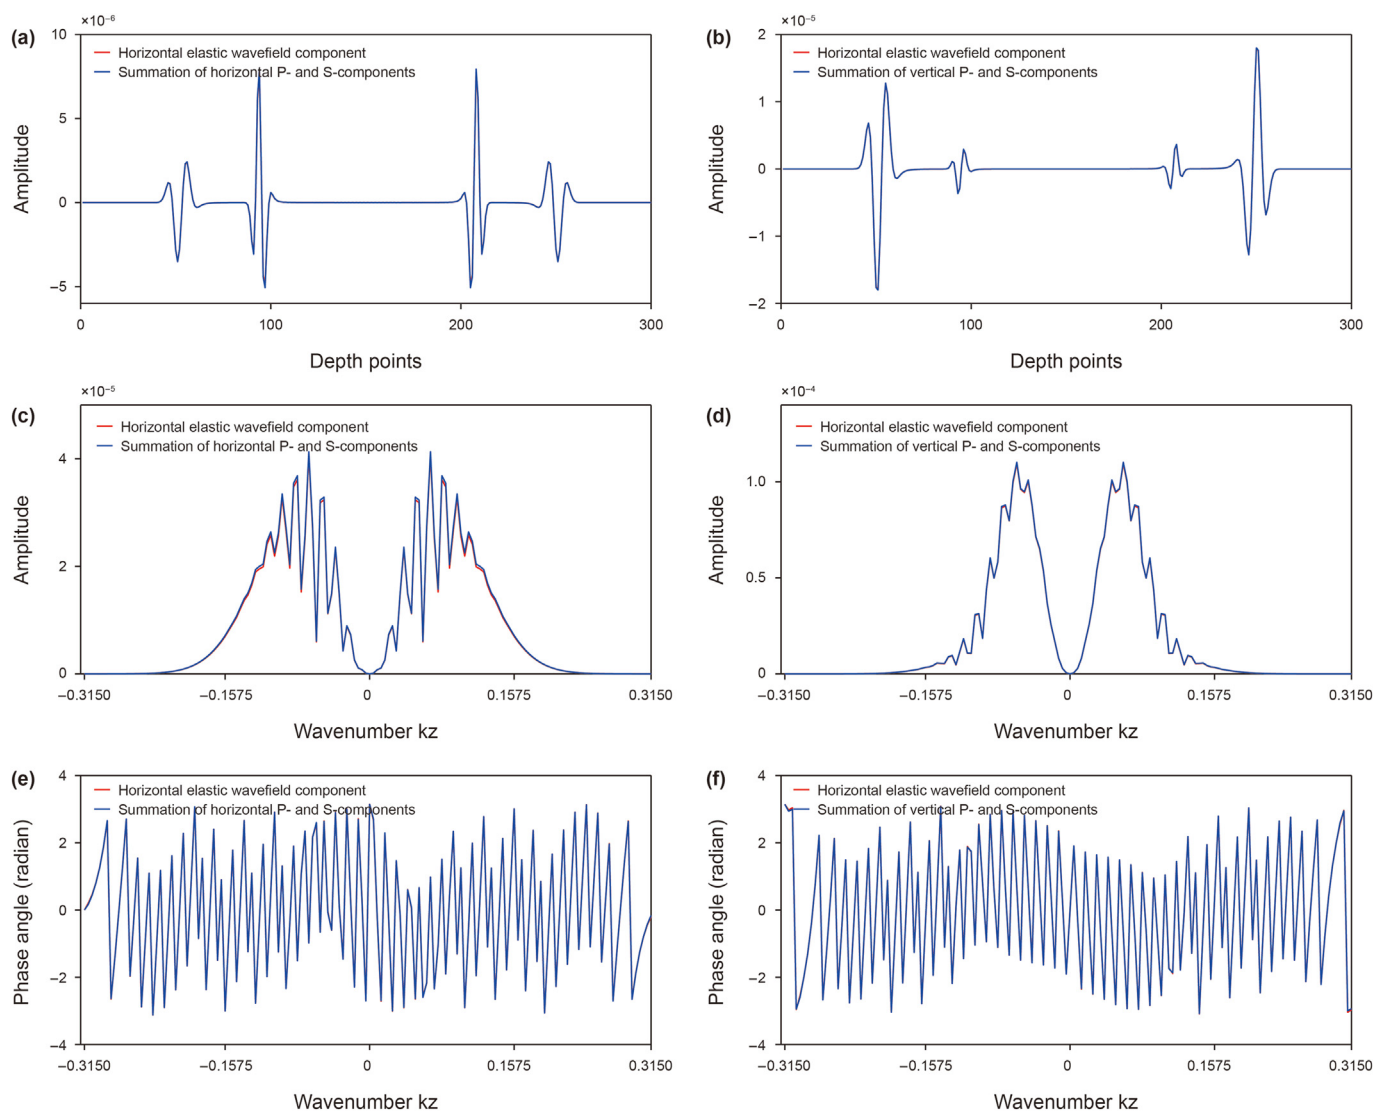 (a)
×10⁻⁶
10
5
0
−5
Amplitude
Horizontal elastic wavefield component
Summation of horizontal P- and S-components
0 100 200 300
Depth points
(b)
×10⁻⁵
2
1
0
−1
−2
Amplitude
Horizontal elastic wavefield component
Summation of vertical P- and S-components
0 100 200 300
Depth points
(c)
×10⁻⁵
4
2
0
Amplitude
Horizontal elastic wavefield component
Summation of horizontal P- and S-components
−0.3150 −0.1575 0 0.1575 0.3150
Wavenumber kz
(d)
×10⁻⁴
1.0
0.5
0
Amplitude
Horizontal elastic wavefield component
Summation of vertical P- and S-components
−0.3150 −0.1575 0 0.1575 0.3150
Wavenumber kz
(e)
4
2
0
−2
−4
Phase angle (radian)
Horizontal elastic wavefield component
Summation of horizontal P- and S-components
−0.3150 −0.1575 0 0.1575 0.3150
Wavenumber kz
(f)
4
2
0
−2
−4
Phase angle (radian)
Horizontal elastic wavefield component
Summation of vertical P- and S-components
−0.3150 −0.1575 0 0.1575 0.3150
Wavenumber kz